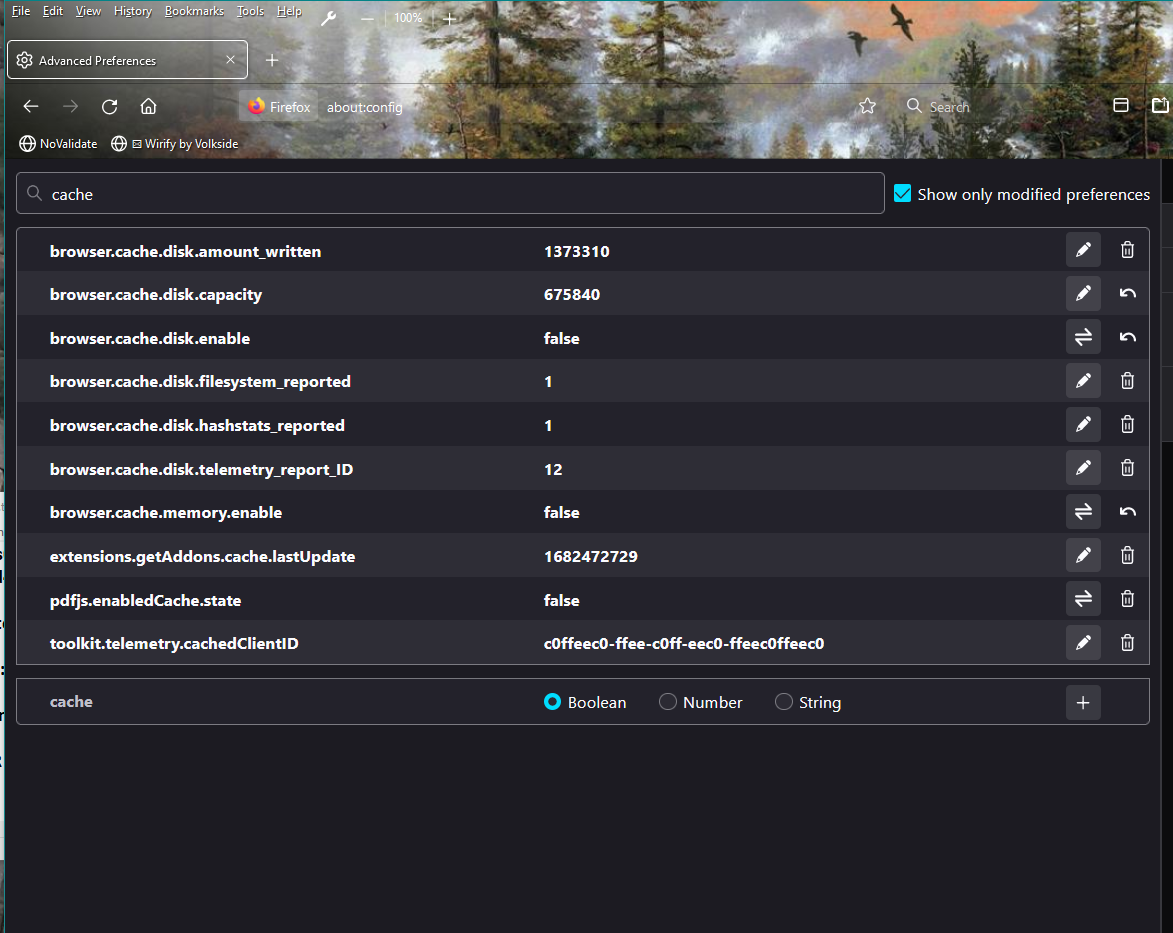 File Edit View History Bookmarks Tools Help 100%
Advanced Preferences
Firefox about:config Search
NoValidate Wirify by Volkside
cache Show only modified preferences
browser.cache.disk.amount_written 1373310
browser.cache.disk.capacity 675840
browser.cache.disk.enable false
browser.cache.disk.filesystem_reported 1
browser.cache.disk.hashstats_reported 1
browser.cache.disk.telemetry_report_ID 12
browser.cache.memory.enable false
extensions.getAddons.cache.lastUpdate 1682472729
pdfjs.enabledCache.state false
toolkit.telemetry.cachedClientID c0ffeec0-ffee-c0ff-eec0-ffeec0ffeec0
cache Boolean Number String